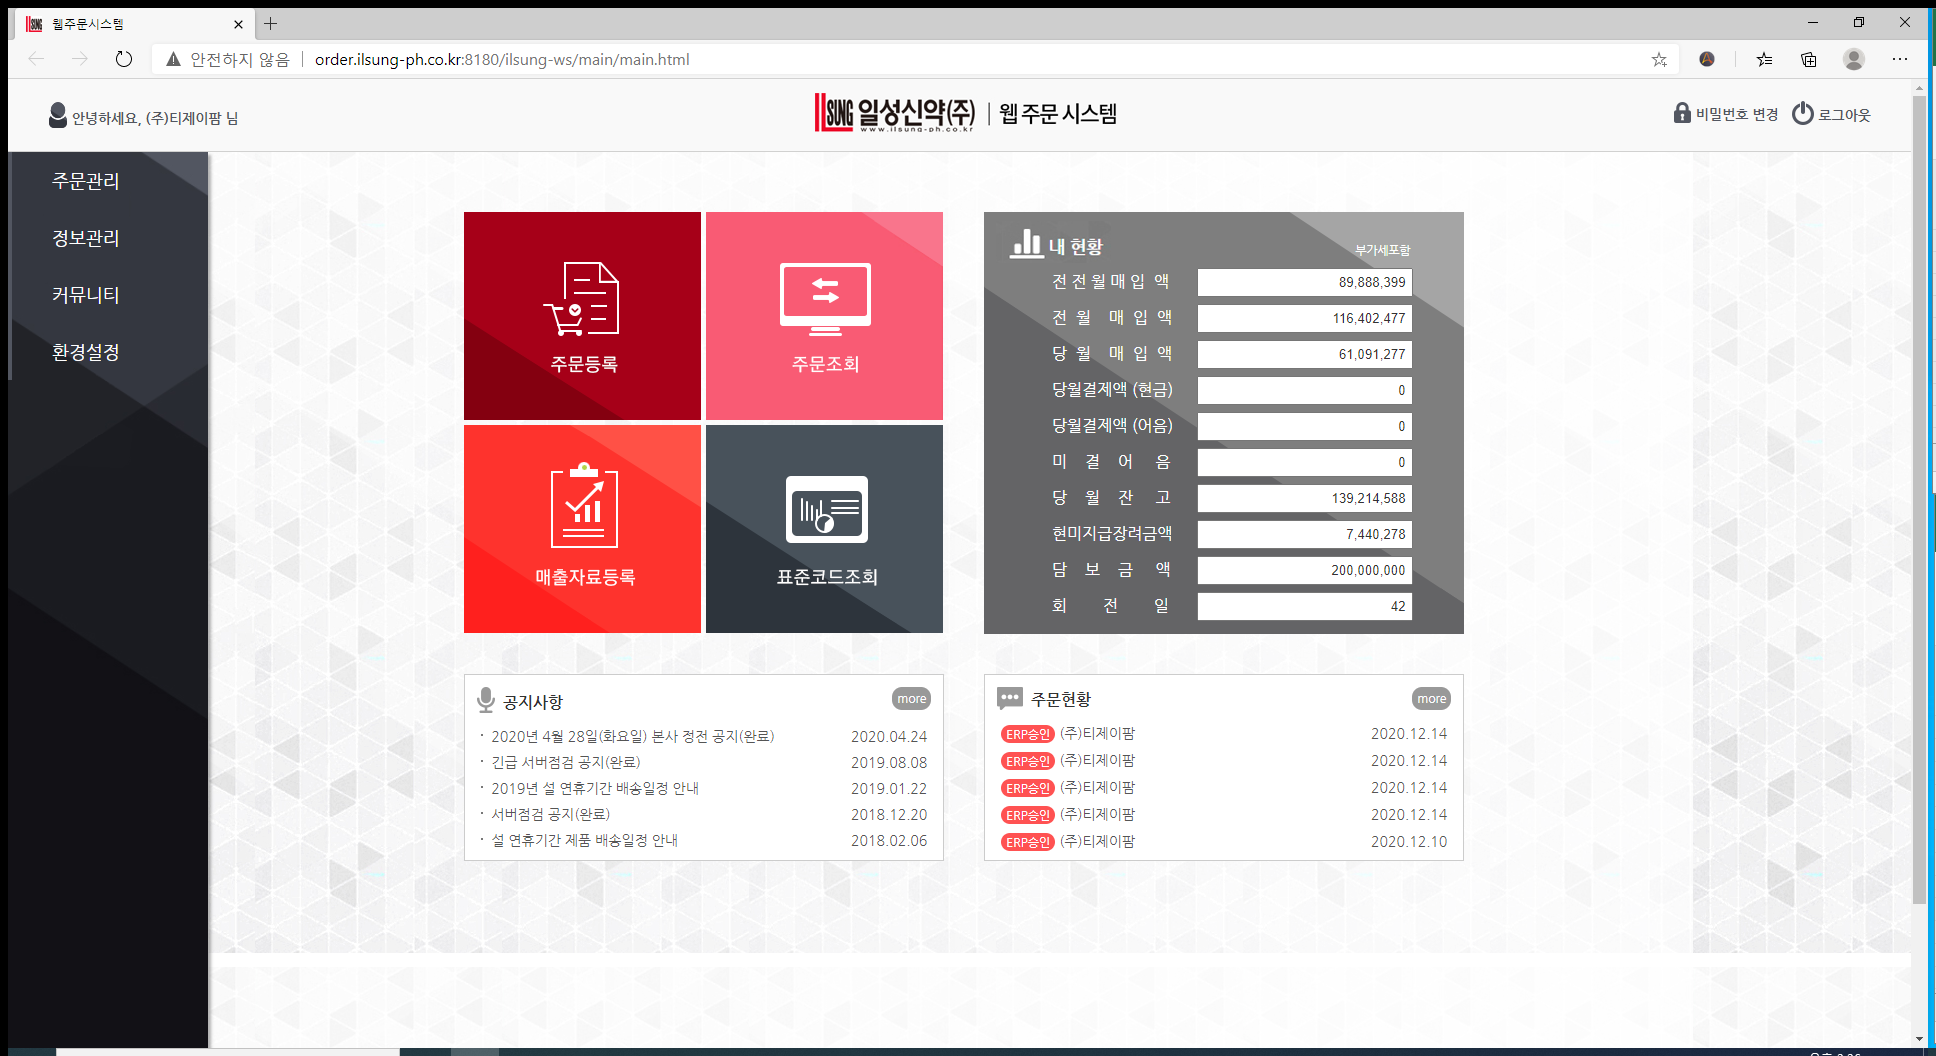 웹주문시스템
안전하지 않음
order.ilsung-ph.co.kr:8180/ilsung-ws/main/main.html
안녕하세요, (주)티제이팜 님
ILSUNG 일성신약(주) | 웹 주문 시스템
www.ilsung-ph.co.kr
비밀번호 변경
로그아웃
주문관리
정보관리
커뮤니티
환경설정
주문등록
주문조회
매출자료등록
표준코드조회
내 현황
부가세포함
전전월매입액 89,888,399
전월 매입액 116,402,477
당월 매입액 61,091,277
당월결제액 (현금) 0
당월결제액 (어음) 0
미결어음 0
당월잔고 139,214,588
현미지급장려금액 7,440,278
담보금액 200,000,000
회전일 42
공지사항
more
· 2020년 4월 28일(화요일) 본사 정전 공지(완료) 2020.04.24
· 긴급 서버점검 공지(완료) 2019.08.08
· 2019년 설 연휴기간 배송일정 안내 2019.01.22
· 서버점검 공지(완료) 2018.12.20
· 설 연휴기간 제품 배송일정 안내 2018.02.06
주문현황
more
ERP승인 (주)티제이팜 2020.12.14
ERP승인 (주)티제이팜 2020.12.14
ERP승인 (주)티제이팜 2020.12.14
ERP승인 (주)티제이팜 2020.12.14
ERP승인 (주)티제이팜 2020.12.10